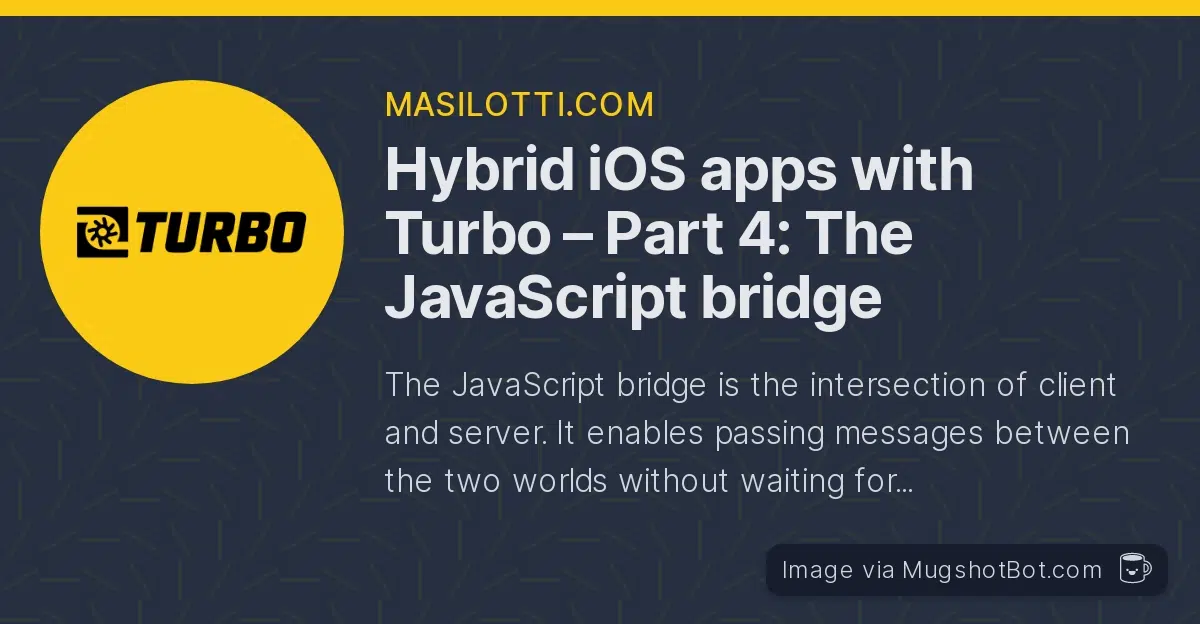 TURBO
MASILOTTI.COM
Hybrid iOS apps with
Turbo – Part 4: The
JavaScript bridge
The JavaScript bridge is the intersection of client
and server. It enables passing messages between
the two worlds without waiting for…
Image via MugshotBot.com